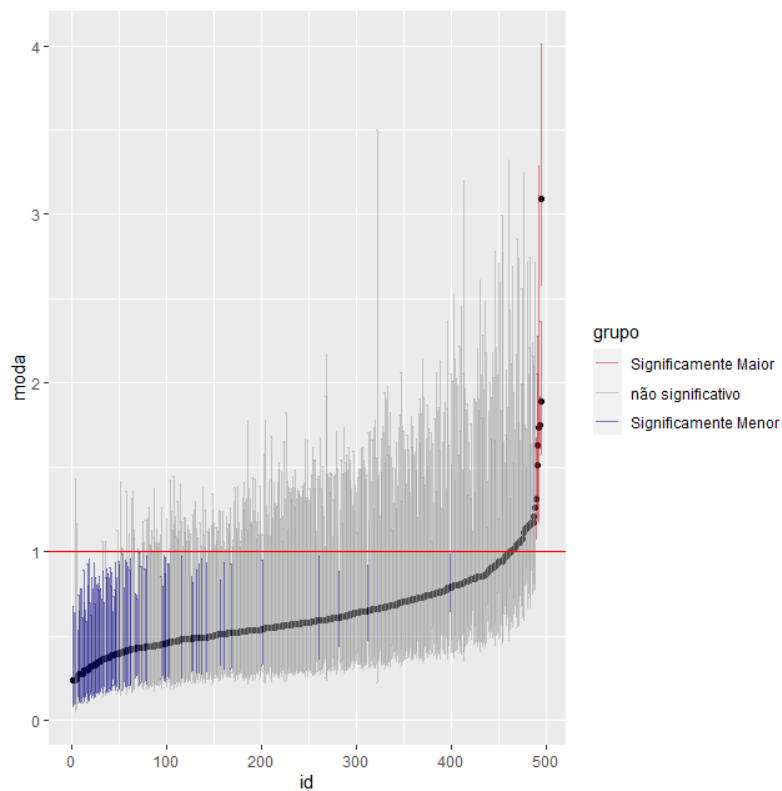 4
3
2
1
0
moda
0
100
200
300
400
500
id
grupo
Significamente Maior
não significativo
Significamente Menor